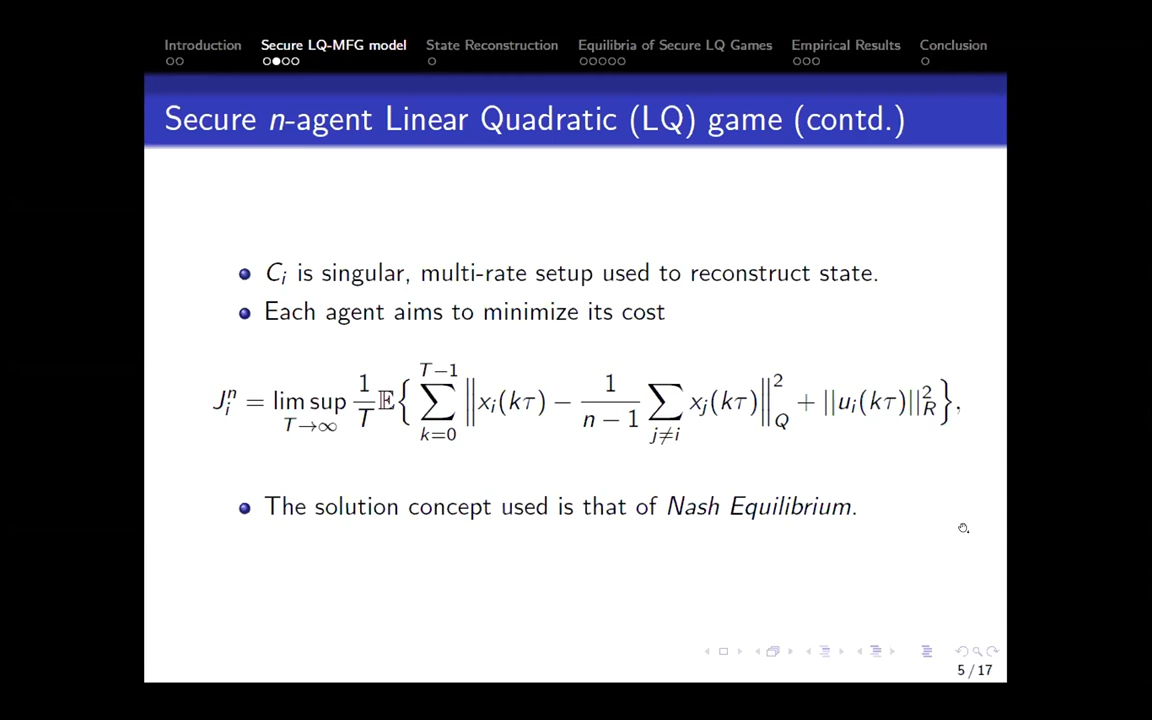 Introduction Secure LQ-MFG model State Reconstruction Equilibria of Secure LQ Games Empirical Results Conclusion
Secure n-agent Linear Quadratic (LQ) game (contd.)
C_i is singular, multi-rate setup used to reconstruct state.
Each agent aims to minimize its cost
J_i^n = lim sup_{T→∞} 1/T 𝔼{ ∑_{k=0}^{T−1} ‖x_i(kτ) − 1/(n − 1) ∑_{j≠i} x_j(kτ)‖_Q^2 + ||u_i(kτ)||_R^2 },
The solution concept used is that of Nash Equilibrium.
5 / 17